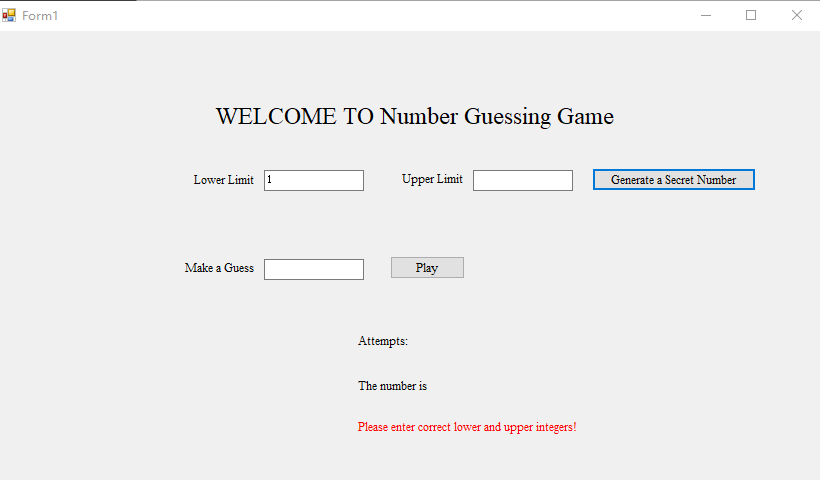 Form1
WELCOME TO Number Guessing Game
Lower Limit 1 Upper Limit Generate a Secret Number
Make a Guess Play
Attempts:
The number is
Please enter correct lower and upper integers!